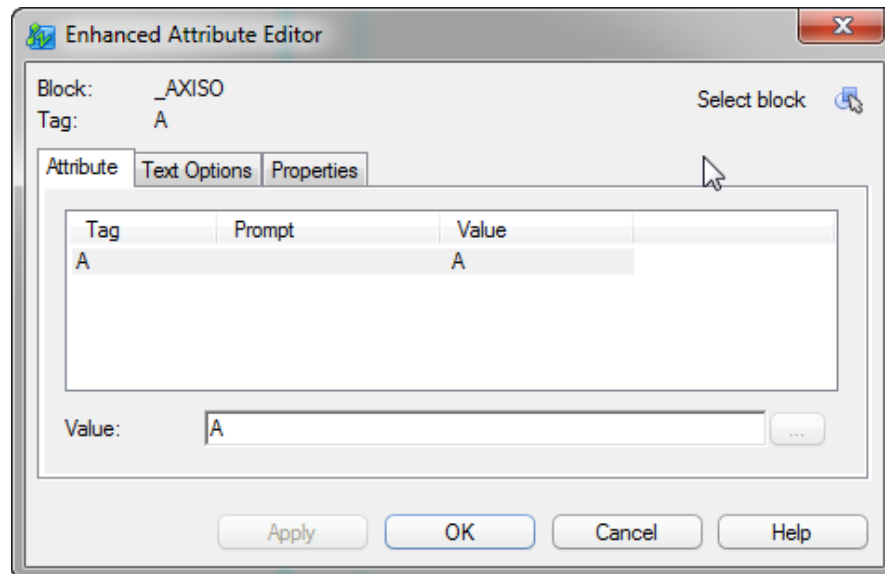 Enhanced Attribute Editor
Block: _AXISO
Select block
Tag: A
Attribute Text Options Properties
Tag Prompt Value
A A
Value: A ...
Apply OK Cancel Help